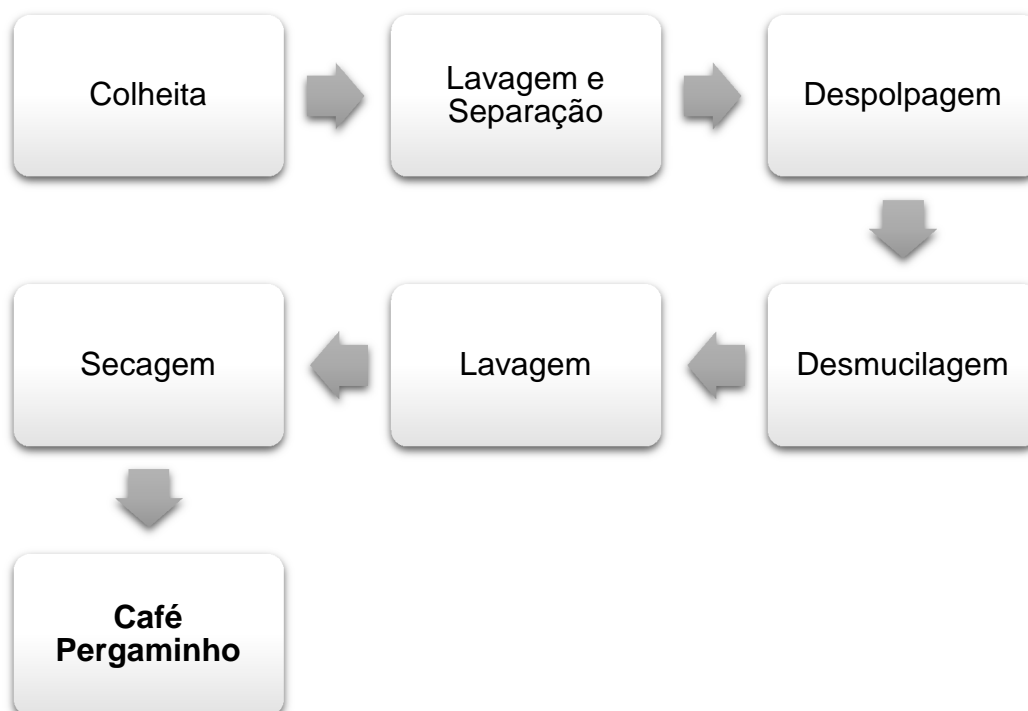 Colheita
Lavagem e
Separação
Despolpagem
Desmucilagem
Lavagem
Secagem
Café
Pergaminho